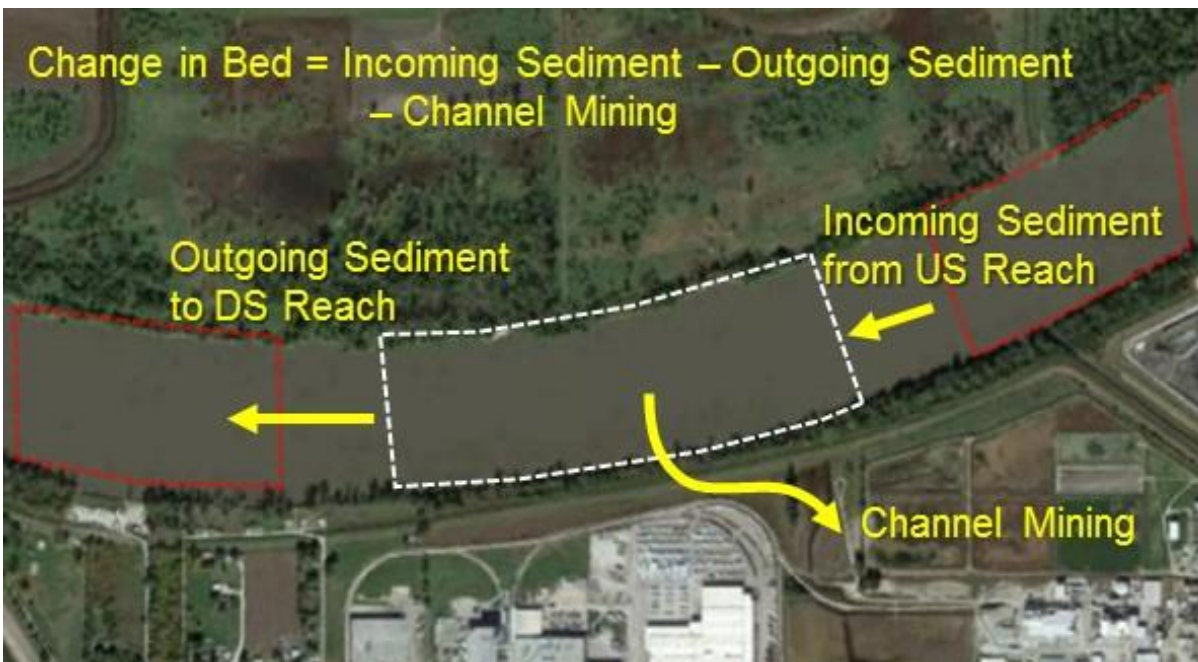 Change in Bed = Incoming Sediment – Outgoing Sediment
– Channel Mining
Incoming Sediment
from US Reach
Outgoing Sediment
to DS Reach
Channel Mining